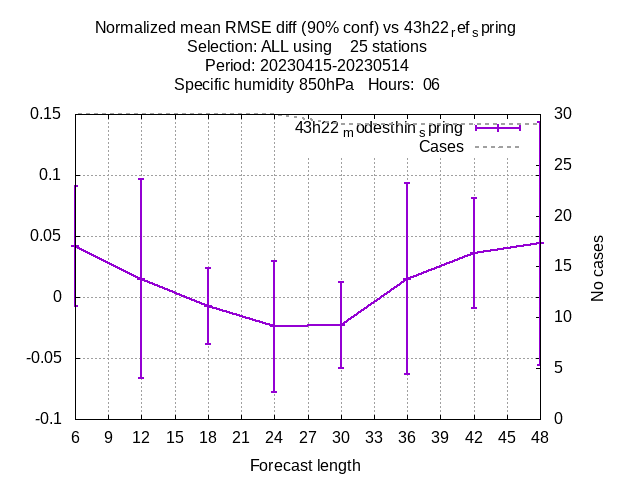 Normalized mean RMSE diff (90% conf) vs 43h22ref spring
Selection: ALL using 25 stations
Period: 20230415-20230514
Specific humidity 850hPa Hours: 06
43h22modesthinspring
Cases
0.15
0.1
0.05
0
-0.05
-0.1
30
25
20
15
10
5
0
No cases
6 9 12 15 18 21 24 27 30 33 36 39 42 45 48
Forecast length